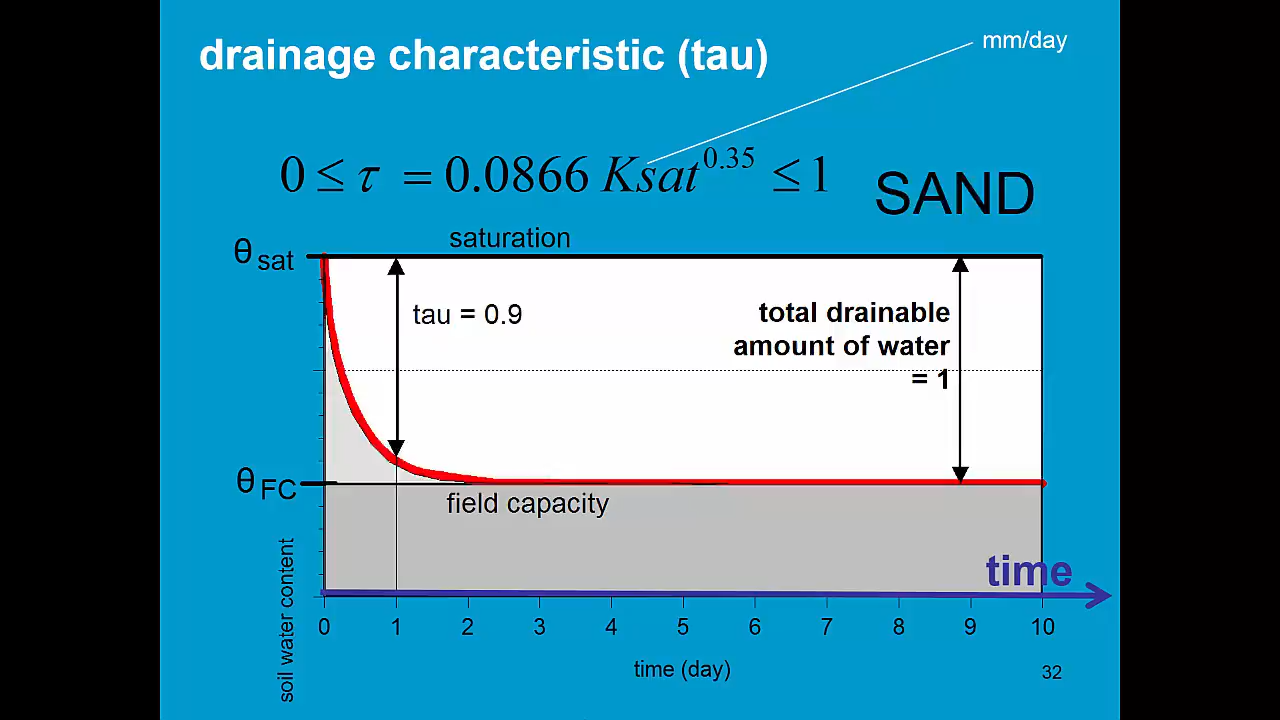 drainage characteristic (tau)
mm/day
0 ≤ τ = 0.0866 Ksat^0.35 ≤ 1
SAND
saturation
θ sat
tau = 0.9
total drainable
amount of water
= 1
θ FC
field capacity
soil water content
time
0 1 2 3 4 5 6 7 8 9 10
time (day)
32